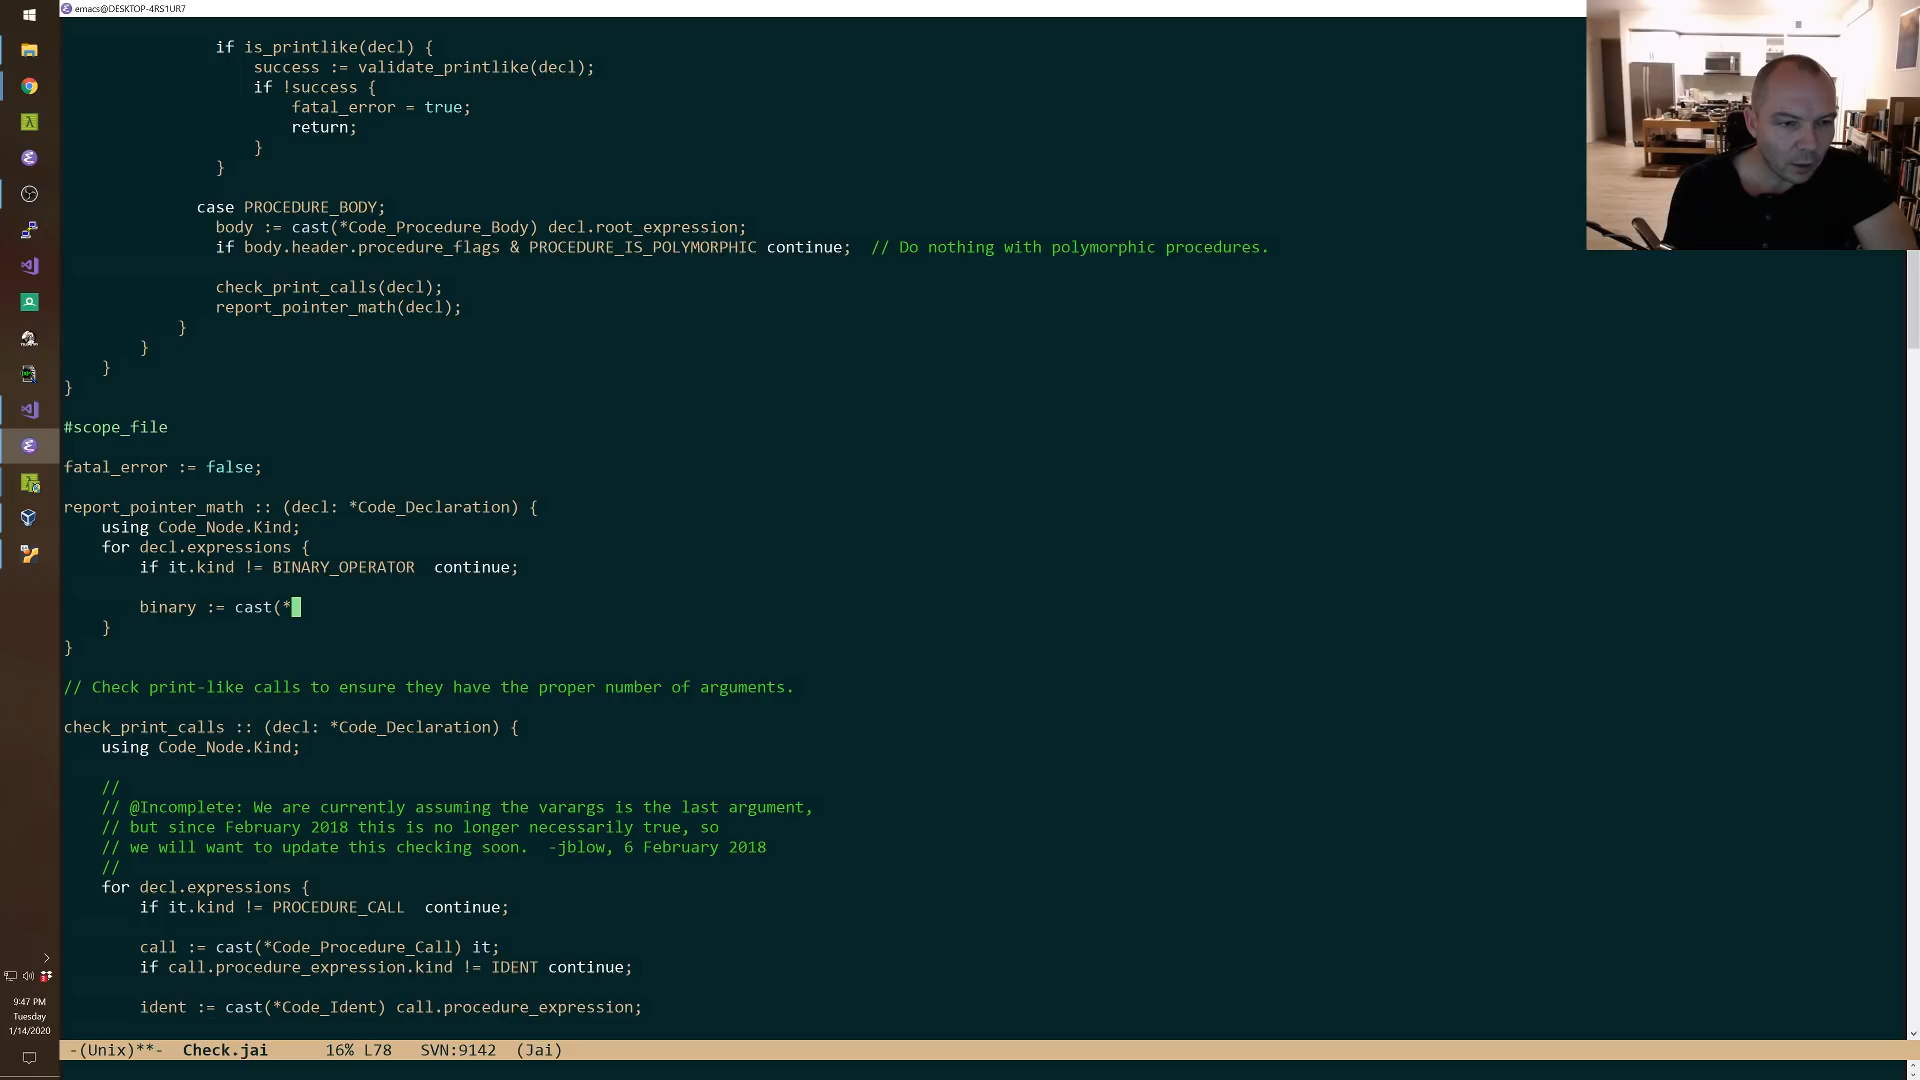 emacs@DESKTOP-4RS1UR7
if is_printlike(decl) {
success := validate_printlike(decl);
if !success {
fatal_error = true;
return;
}
}
case PROCEDURE_BODY;
body := cast(*Code_Procedure_Body) decl.root_expression;
if body.header.procedure_flags & PROCEDURE_IS_POLYMORPHIC continue;  // Do nothing with polymorphic procedures.
check_print_calls(decl);
report_pointer_math(decl);
}
}
}
}
#scope_file
fatal_error := false;
report_pointer_math :: (decl: *Code_Declaration) {
using Code_Node.Kind;
for decl.expressions {
if it.kind != BINARY_OPERATOR  continue;
binary := cast(*
}
}
// Check print-like calls to ensure they have the proper number of arguments.
check_print_calls :: (decl: *Code_Declaration) {
using Code_Node.Kind;
//
// @Incomplete: We are currently assuming the varargs is the last argument,
// but since February 2018 this is no longer necessarily true, so
// we will want to update this checking soon.  -jblow, 6 February 2018
//
for decl.expressions {
if it.kind != PROCEDURE_CALL  continue;
call := cast(*Code_Procedure_Call) it;
if call.procedure_expression.kind != IDENT continue;
ident := cast(*Code_Ident) call.procedure_expression;
-(Unix)**-  Check.jai      16% L78   SVN:9142  (Jai)
9:47 PM
Tuesday
1/14/2020